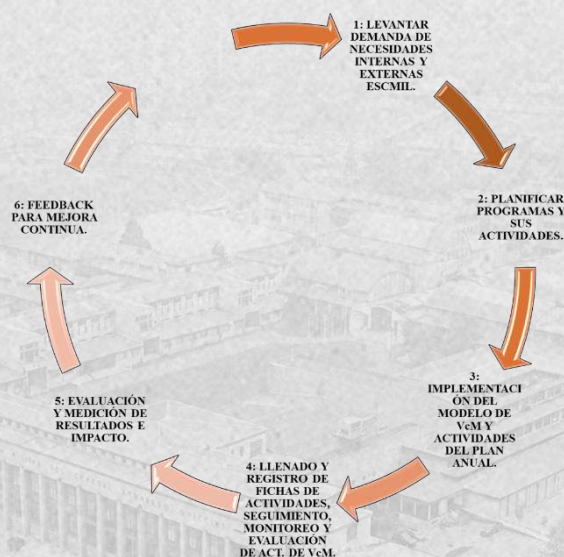 1: LEVANTAR
DEMANDA DE
NECESIDADES
INTERNAS Y
EXTERNAS
ESCMIL.
2: PLANIFICAR
PROGRAMAS Y
SUS
ACTIVIDADES.
3:
IMPLEMENTACI
ÓN DEL
MODELO DE
VcM Y
ACTIVIDADES
DEL PLAN
ANUAL.
4: LLENADO Y
REGISTRO DE
FICHAS DE
ACTIVIDADES,
SEGUIMIENTO,
MONITOREO Y
EVALUACIÓN
DE ACT. DE VcM.
5: EVALUACIÓN
Y MEDICIÓN DE
RESULTADOS E
IMPACTO.
6: FEEDBACK
PARA MEJORA
CONTINUA.